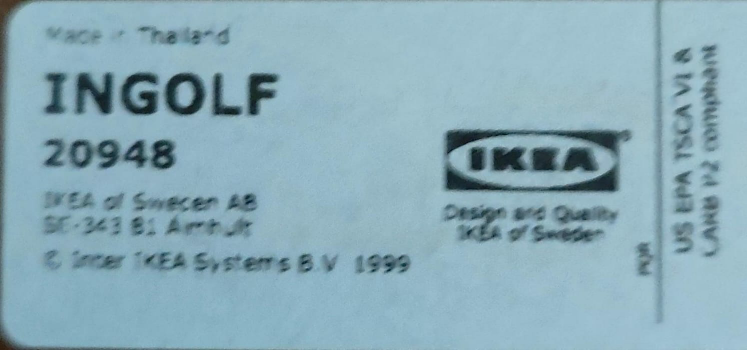 Made in Thailand
INGOLF
20948
IKEA of Sweden AB
SE-343 81 Älmhult
© Inter IKEA Systems B.V 1999
IKEA®
Design and Quality
IKEA of Sweden
PQR
US EPA TSCA VI &
CARB P2 compliant